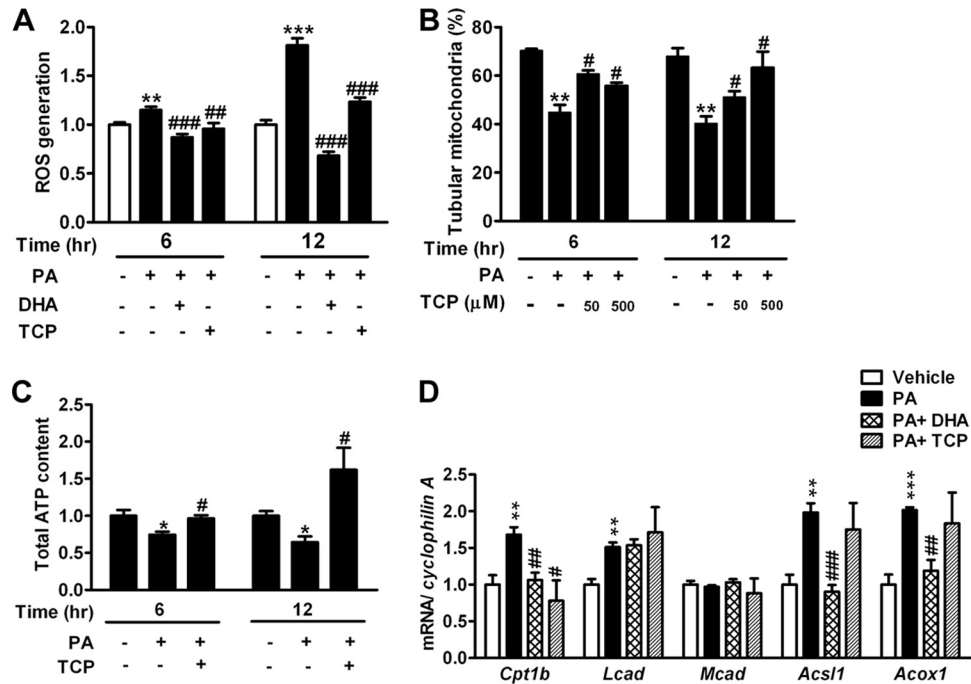 A
ROS generation
2.0
1.5
1.0
0.5
0.0
**
###
##
***
###
###
Time (hr)
6
12
PA
- + + + - + + +
DHA
- - + - - - + -
TCP
- - - + - - - +
B
Tubular mitochondria (%)
80
60
40
20
0
**
#
#
**
#
#
Time (hr)
6
12
PA
- + + + - + + +
TCP (μM)
- - 50 500 - - 50 500
C
Total ATP content
2.5
2.0
1.5
1.0
0.5
0.0
*
#
*
#
Time (hr)
6
12
PA
- + + - + +
TCP
- - + - - +
D
Vehicle
PA
PA+ DHA
PA+ TCP
mRNA/ cyclophilin A
2.5
2.0
1.5
1.0
0.5
0.0
**
##
#
**
**
###
***
##
Cpt1b Lcad Mcad Acsl1 Acox1